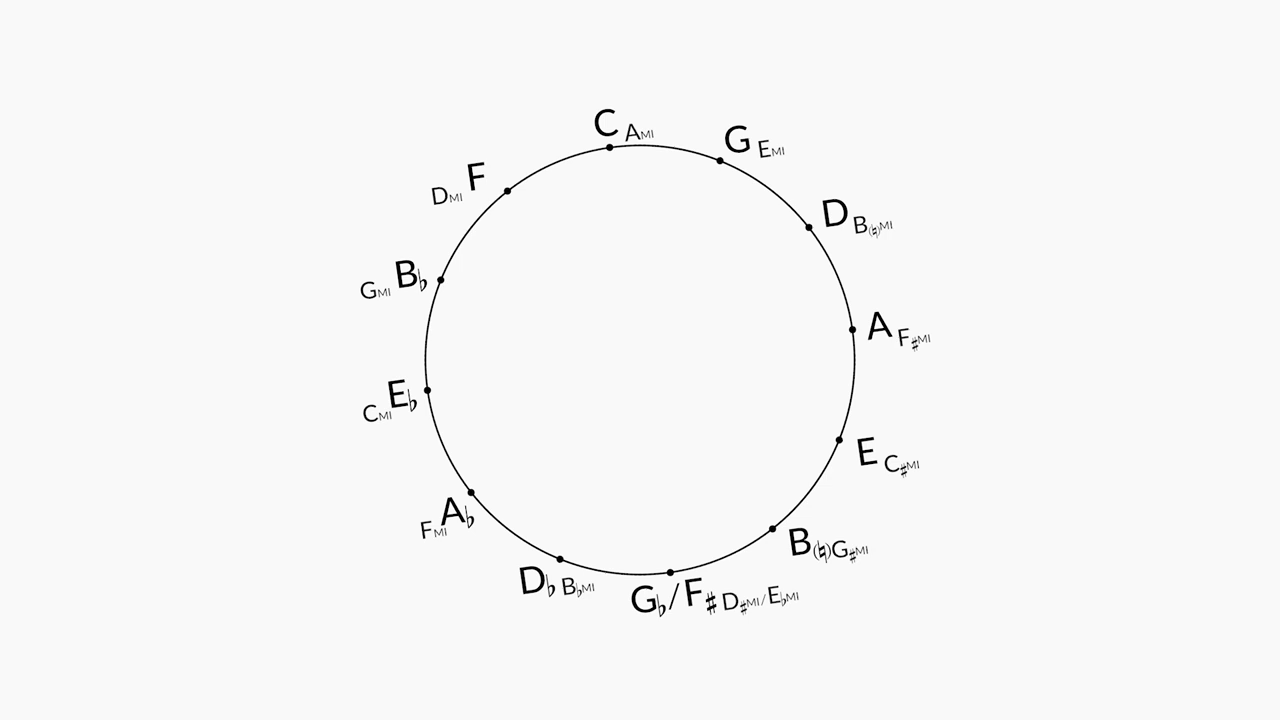 C AMI
G EMI
D B(♮)MI
A F♯MI
E C♯MI
B(♮) G♯MI
G♭/F♯ D♯MI/E♭MI
D♭ B♭MI
FMI A♭
CMI E♭
GMI B♭
DMI F